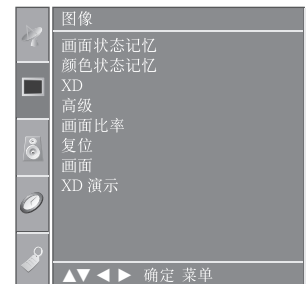 图像
画面状态记忆
颜色状态记忆
XD
高级
画面比率
复位
画面
XD 演示
▲▼◀▶ 确定 菜单